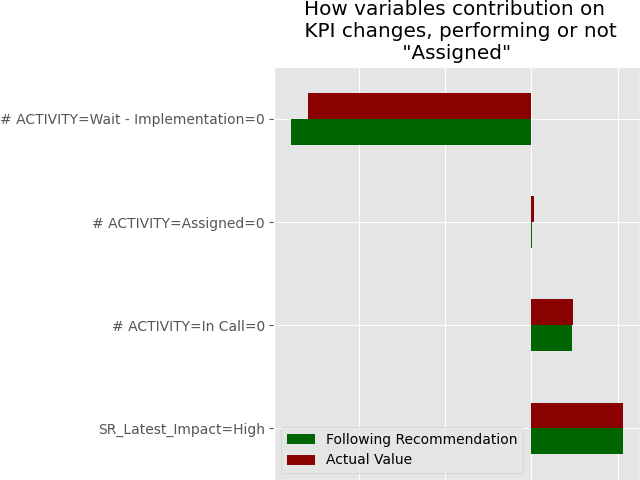 How variables contribution on
KPI changes, performing or not
"Assigned"
# ACTIVITY=Wait - Implementation=0
# ACTIVITY=Assigned=0
# ACTIVITY=In Call=0
SR_Latest_Impact=High
Following Recommendation
Actual Value